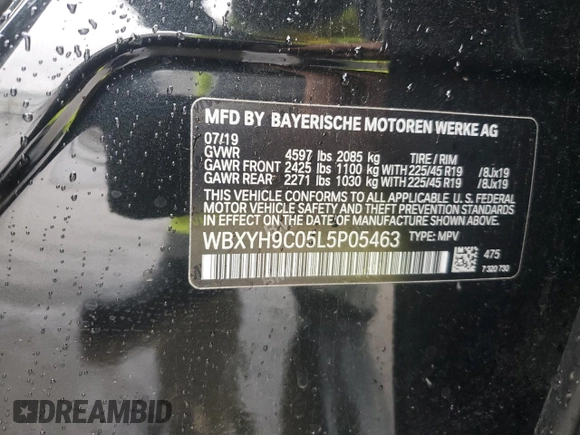 MFD BY BAYERISCHE MOTOREN WERKE AG
07/19
GVWR 4597 lbs 2085 kg TIRE / RIM
GAWR FRONT 2425 lbs 1100 kg WITH 225/45 R19 / 8Jx19
GAWR REAR 2271 lbs 1030 kg WITH 225/45 R19 / 8Jx19
THIS VEHICLE CONFORMS TO ALL APPLICABLE U. S. FEDERAL
MOTOR VEHICLE SAFETY AND THEFT PREVENTION STANDARDS
IN EFFECT ON THE DATE OF MANUFACTURE SHOWN ABOVE.
WBXYH9C05L5P05463 TYPE: MPV
475
7 320 730
DREAMBID